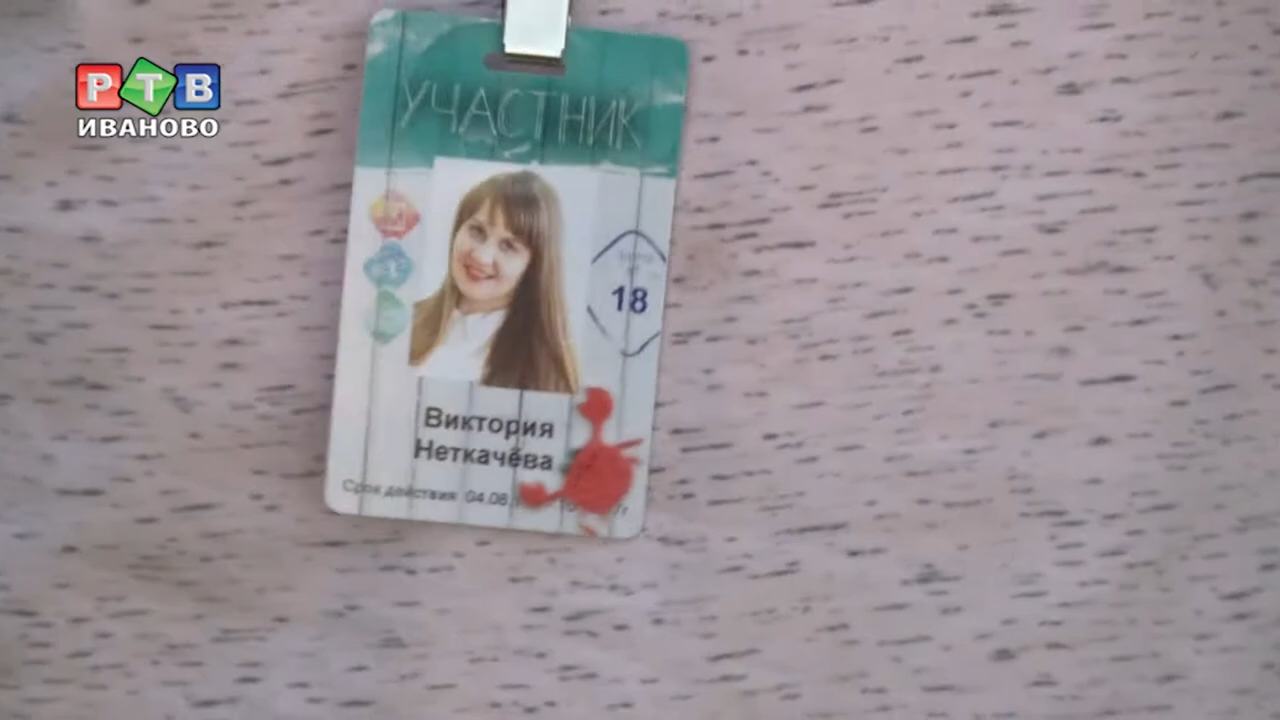 РТВ
ИВАНОВО
УЧАСТНИК
18
Виктория
Неткачёва
Срок действия 04.08